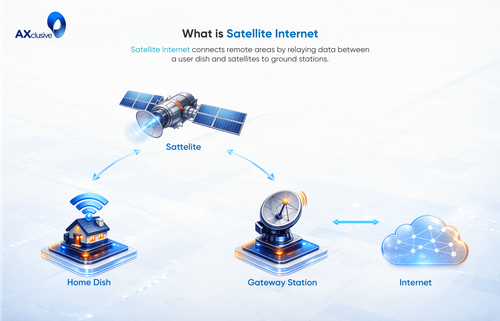 AXclusive
What is Satellite Internet
Satellite Internet connects remote areas by relaying data between
a user dish and satellites to ground stations.
Sattelite
Home Dish
Gateway Station
Internet